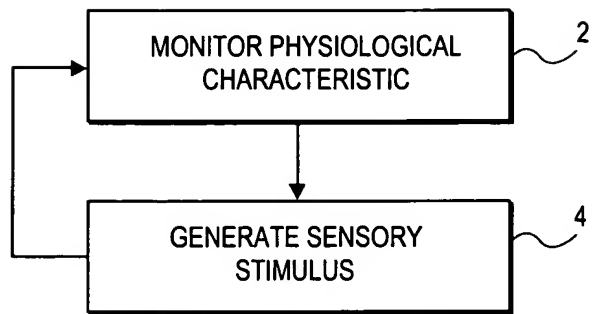 MONITOR PHYSIOLOGICAL
CHARACTERISTIC
2
GENERATE SENSORY
STIMULUS
4